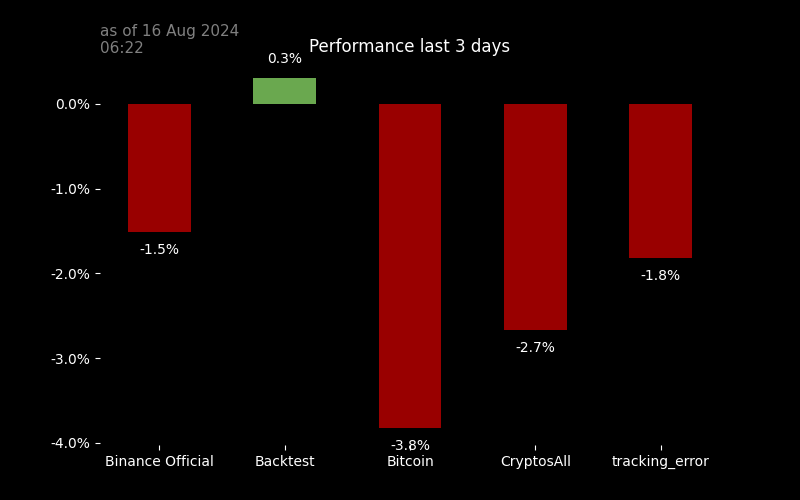 as of 16 Aug 2024
06:22
Performance last 3 days
0.3%
0.0%
-1.0%
-1.5%
-2.0%
-1.8%
-2.7%
-3.0%
-3.8%
-4.0%
Binance Official
Backtest
Bitcoin
CryptosAll
tracking_error